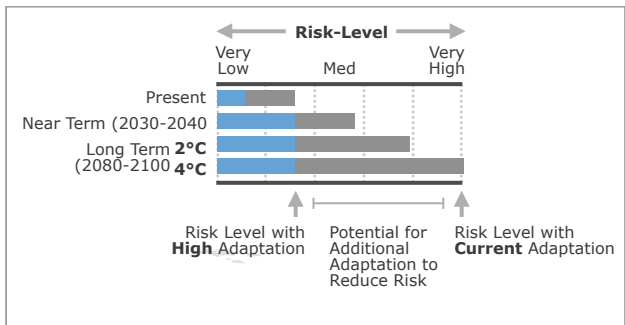 Risk-Level
Very
Low
Med
Very
High
Present
Near Term (2030-2040
Long Term 2°C
(2080-2100 4°C
Risk Level with
High Adaptation
Potential for
Additional
Adaptation to
Reduce Risk
Risk Level with
Current Adaptation